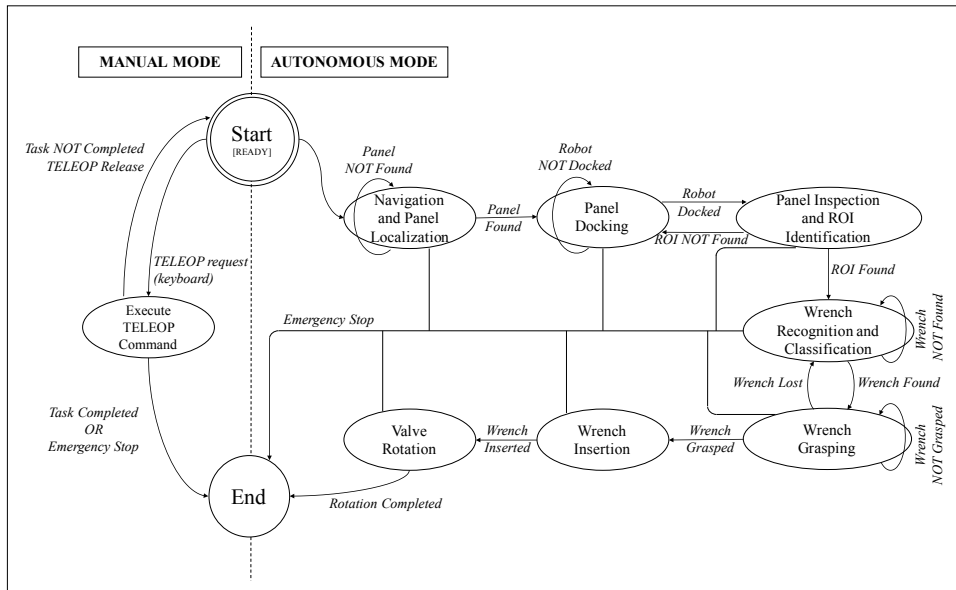 MANUAL MODE
AUTONOMOUS MODE
Start
[READY]
Task NOT Completed
TELEOP Release
TELEOP request
(keyboard)
Execute
TELEOP
Command
Task Completed
OR
Emergency Stop
End
Panel
NOT Found
Navigation
and Panel
Localization
Panel
Found
Robot
NOT Docked
Panel
Docking
Robot
Docked
ROI NOT Found
Panel Inspection
and ROI
Identification
ROI Found
Emergency Stop
Wrench
Recognition and
Classification
Wrench
NOT Found
Wrench Lost
Wrench Found
Wrench
Grasping
Wrench
NOT Grasped
Wrench
Grasped
Wrench
Insertion
Wrench
Inserted
Valve
Rotation
Rotation Completed